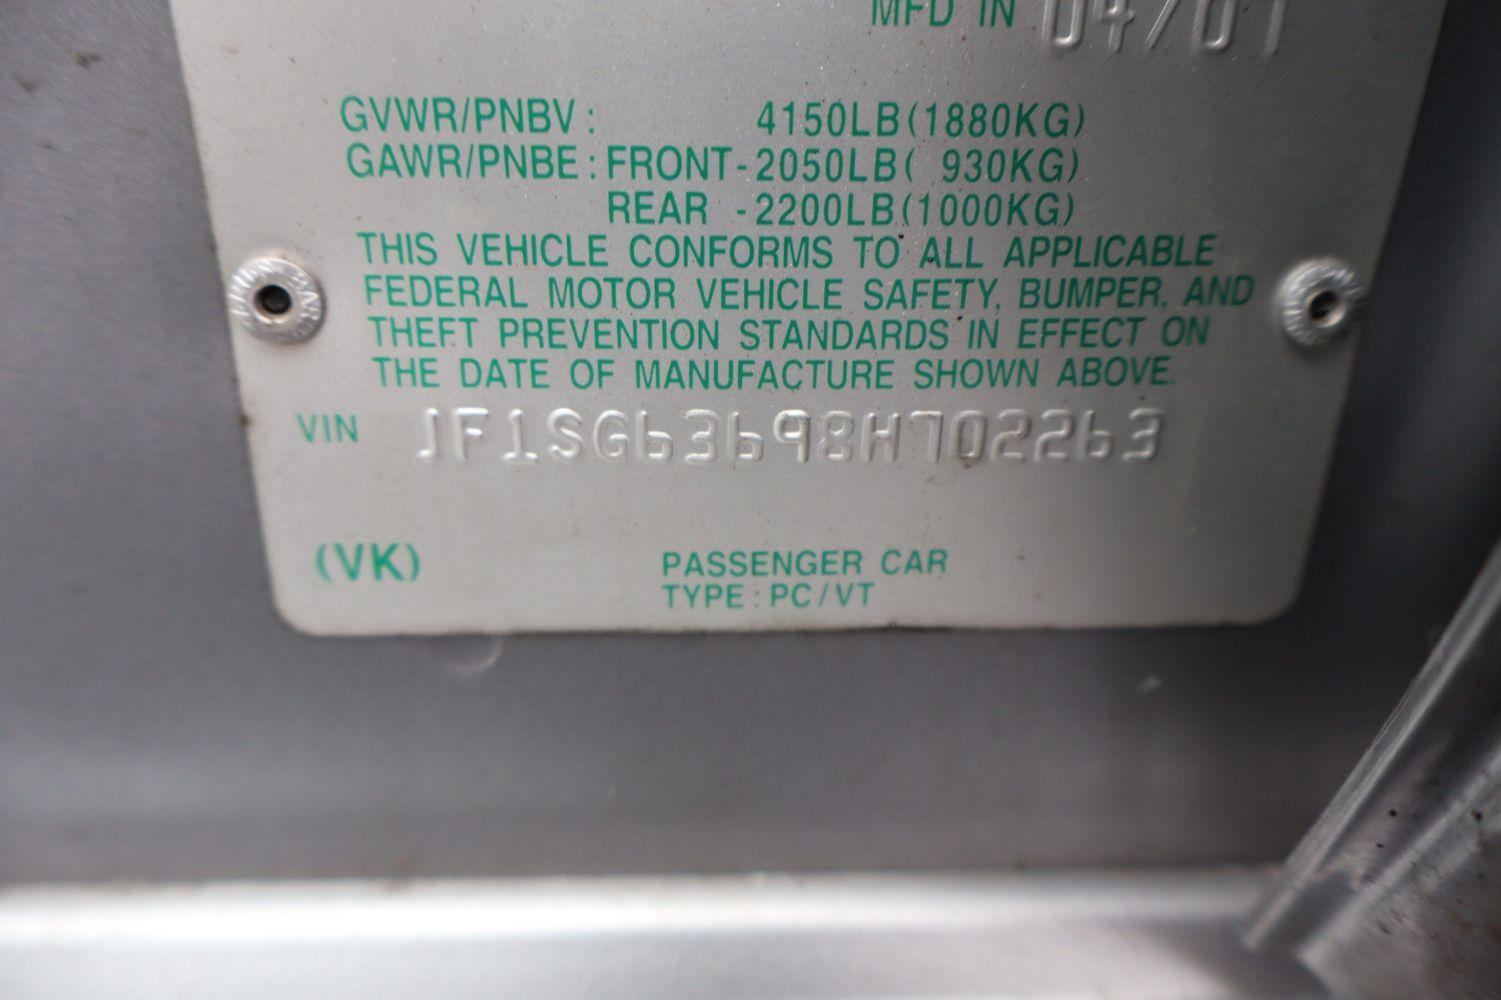 MFD IN 04/07
GVWR/PNBV : 4150LB(1880KG)
GAWR/PNBE : FRONT-2050LB( 930KG)
REAR -2200LB(1000KG)
THIS VEHICLE CONFORMS TO ALL APPLICABLE
FEDERAL MOTOR VEHICLE SAFETY, BUMPER, AND
THEFT PREVENTION STANDARDS IN EFFECT ON
THE DATE OF MANUFACTURE SHOWN ABOVE.
VIN JF1SG63698H702263
(VK) PASSENGER CAR
TYPE : PC/VT